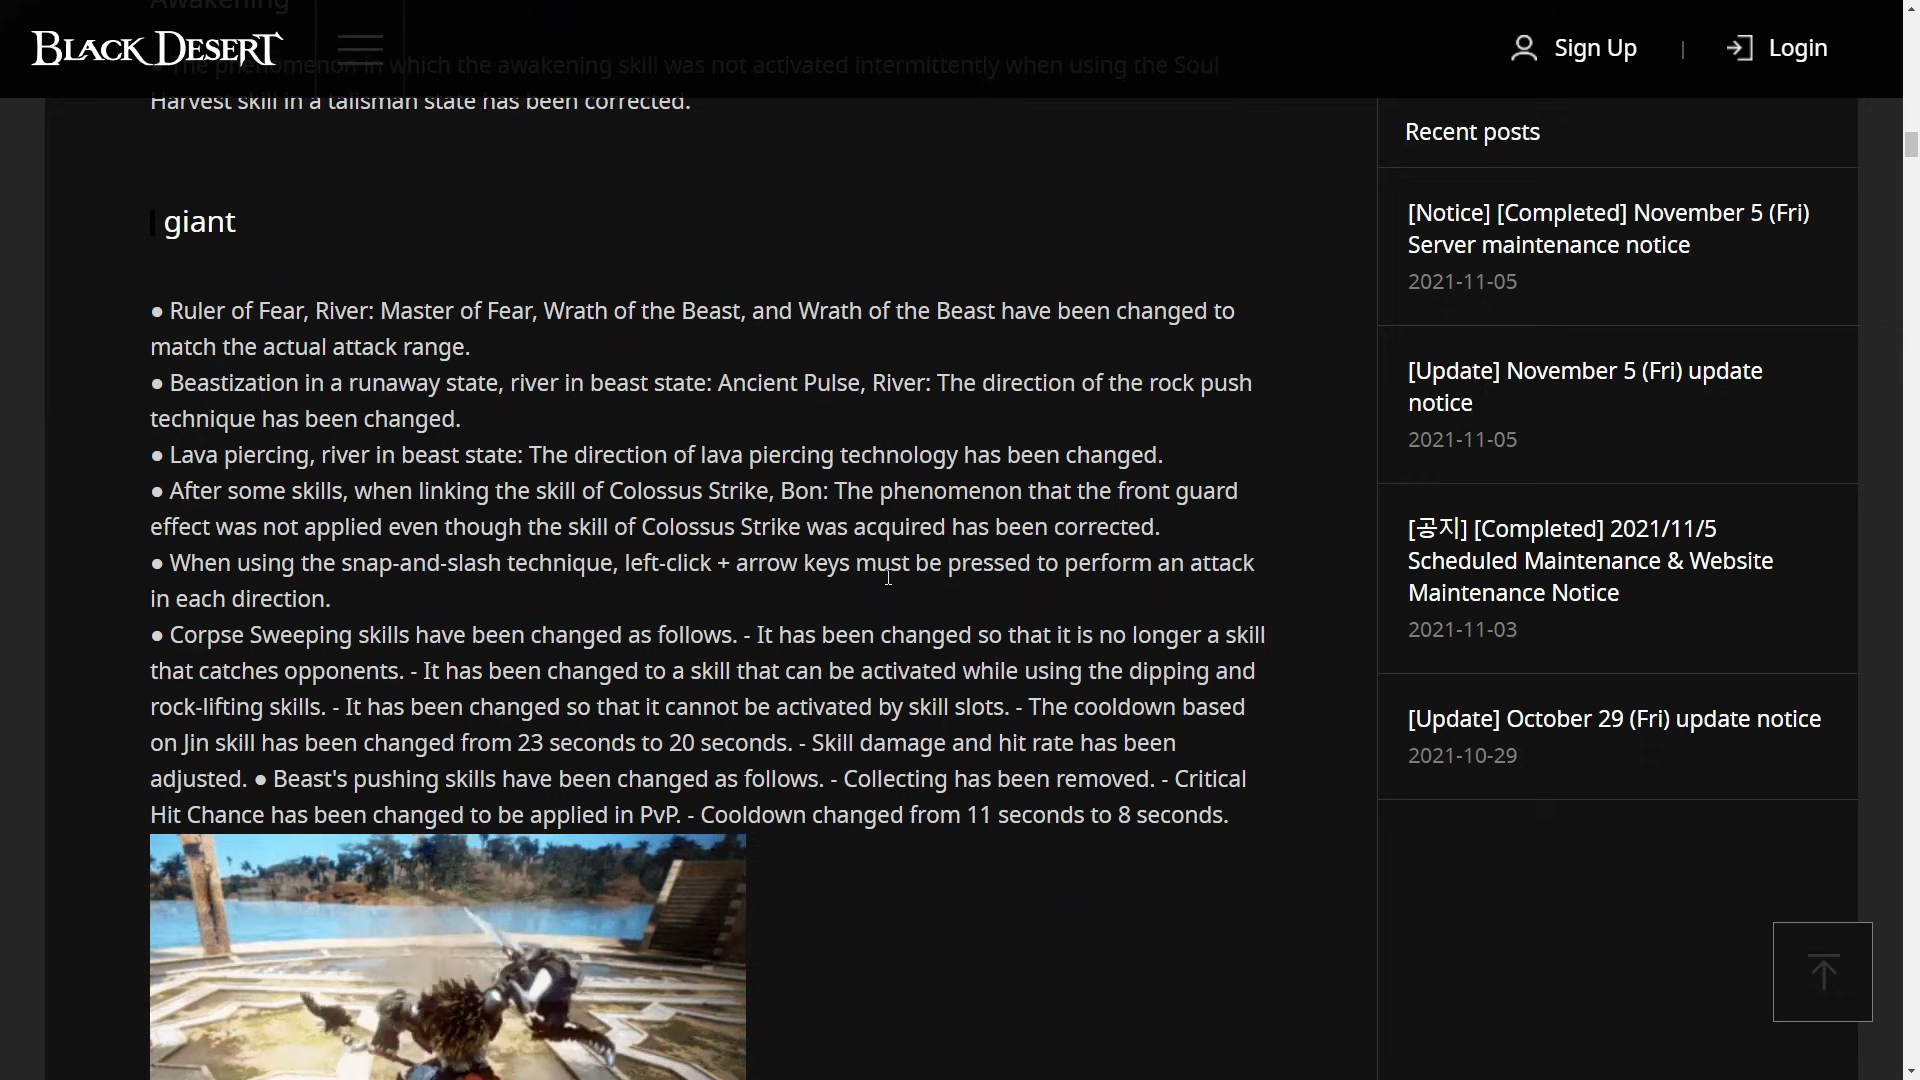 Awakening
BLACK DESERT
Sign Up
|
Login
The phenomenon in which the awakening skill was not activated intermittently when using the Soul
Harvest skill in a talisman state has been corrected.
giant
● Ruler of Fear, River: Master of Fear, Wrath of the Beast, and Wrath of the Beast have been changed to
match the actual attack range.
● Beastization in a runaway state, river in beast state: Ancient Pulse, River: The direction of the rock push
technique has been changed.
● Lava piercing, river in beast state: The direction of lava piercing technology has been changed.
● After some skills, when linking the skill of Colossus Strike, Bon: The phenomenon that the front guard
effect was not applied even though the skill of Colossus Strike was acquired has been corrected.
● When using the snap-and-slash technique, left-click + arrow keys must be pressed to perform an attack
in each direction.
● Corpse Sweeping skills have been changed as follows. - It has been changed so that it is no longer a skill
that catches opponents. - It has been changed to a skill that can be activated while using the dipping and
rock-lifting skills. - It has been changed so that it cannot be activated by skill slots. - The cooldown based
on Jin skill has been changed from 23 seconds to 20 seconds. - Skill damage and hit rate has been
adjusted. ● Beast's pushing skills have been changed as follows. - Collecting has been removed. - Critical
Hit Chance has been changed to be applied in PvP. - Cooldown changed from 11 seconds to 8 seconds.
Recent posts
[Notice] [Completed] November 5 (Fri)
Server maintenance notice
2021-11-05
[Update] November 5 (Fri) update
notice
2021-11-05
[공지] [Completed] 2021/11/5
Scheduled Maintenance & Website
Maintenance Notice
2021-11-03
[Update] October 29 (Fri) update notice
2021-10-29